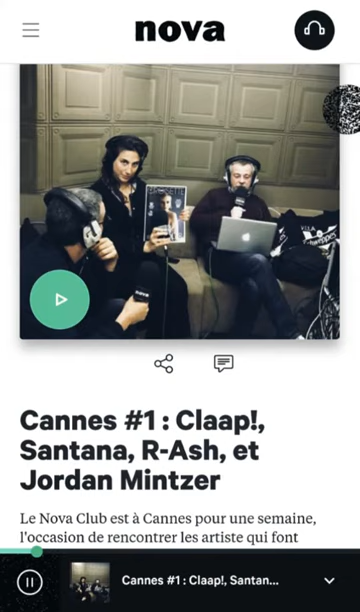 nova
Cannes #1 : Claap!,
Santana, R-Ash, et
Jordan Mintzer
Le Nova Club est à Cannes pour une semaine,
l'occasion de rencontrer les artiste qui font
Cannes #1 : Claap!, Santan...